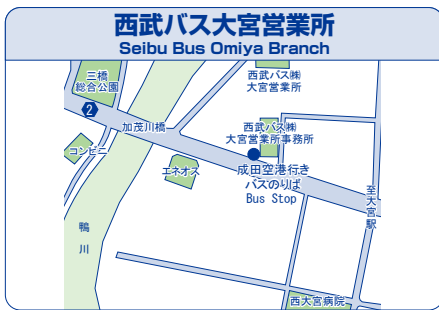 西武バス大宮営業所
Seibu Bus Omiya Branch
三橋
総合公園
西武バス㈱
大宮営業所
2
加茂川橋
西武バス㈱
大宮営業所事務所
コンビニ
エネオス
成田空港行き
バスのりば
Bus Stop
至大宮駅
鴨川
西大宮病院